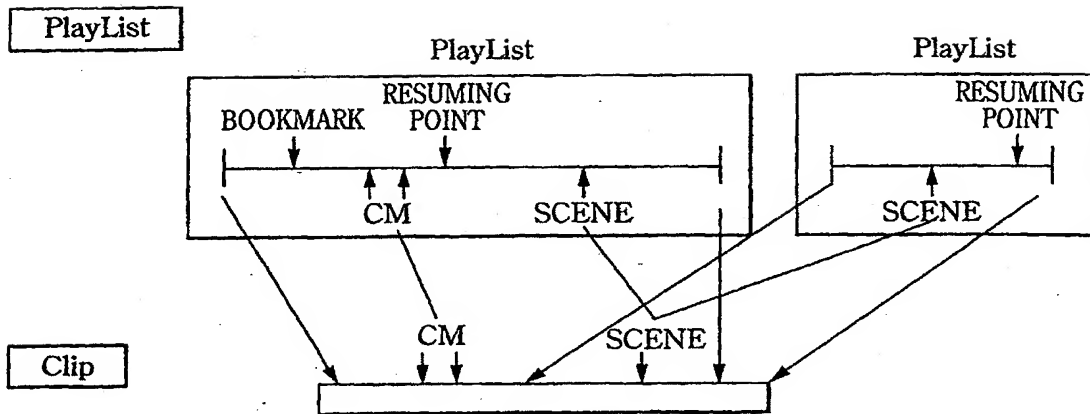 PlayList
PlayList
PlayList
BOOKMARK
RESUMING
POINT
RESUMING
POINT
CM
SCENE
SCENE
CM
SCENE
Clip